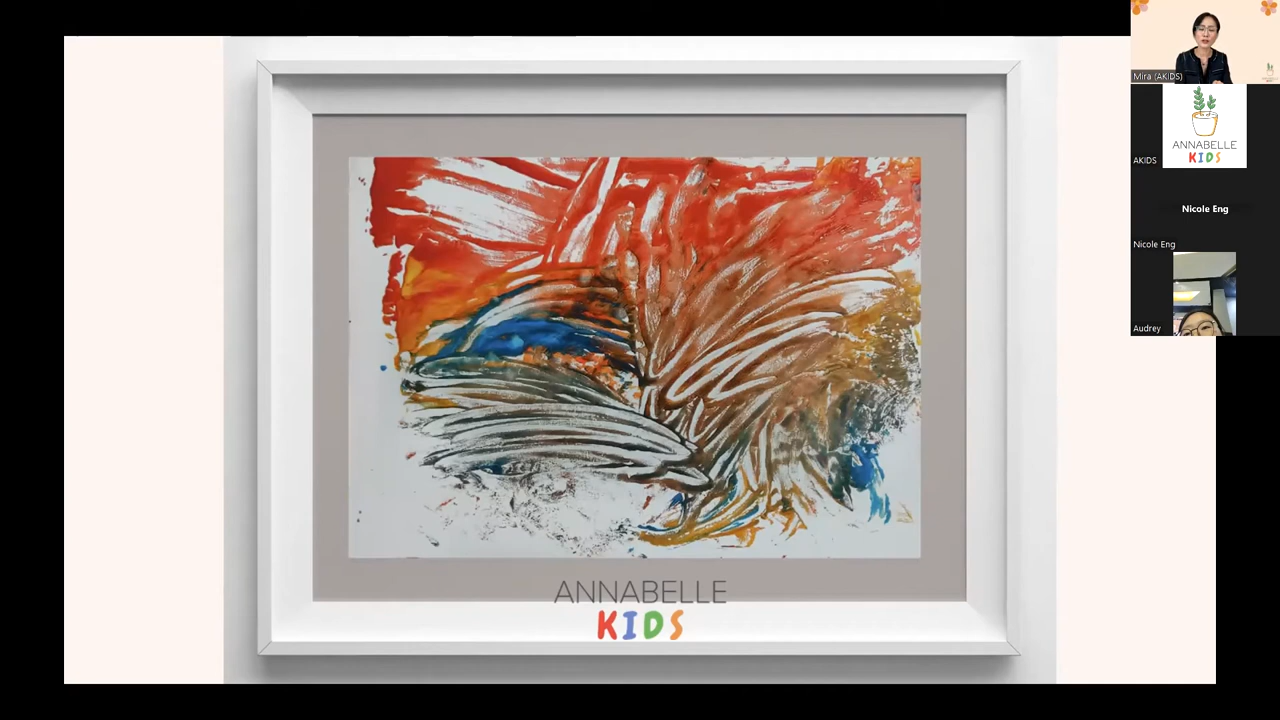 ANNABELLE
KIDS
Mira (AKIDS)
ANNABELLE
KIDS
AKIDS
Nicole Eng
Nicole Eng
Audrey